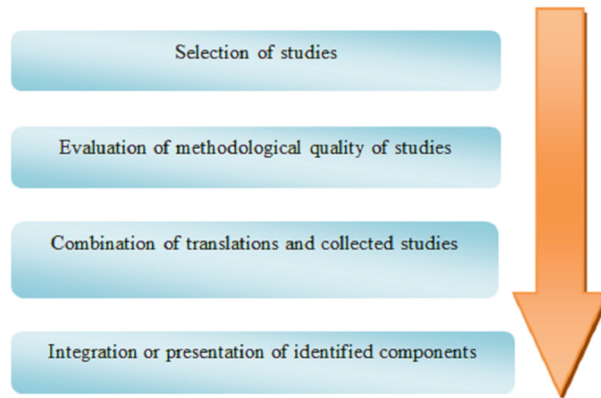 Selection of studies
Evaluation of methodological quality of studies
Combination of translations and collected studies
Integration or presentation of identified components